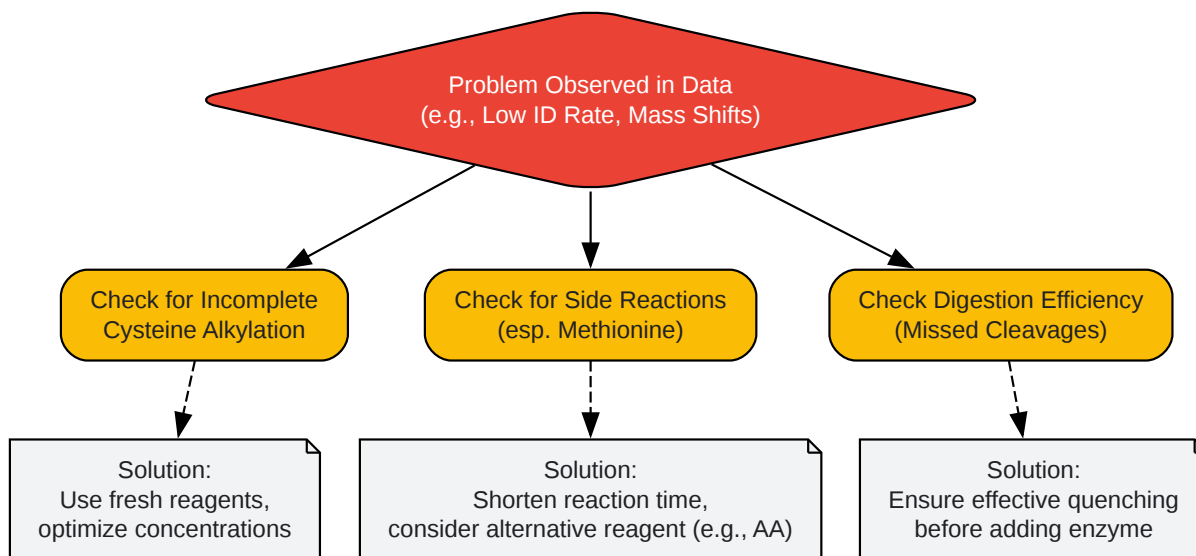 Problem Observed in Data
(e.g., Low ID Rate, Mass Shifts)
Check for Incomplete
Cysteine Alkylation
Check for Side Reactions
(esp. Methionine)
Check Digestion Efficiency
(Missed Cleavages)
Solution:
Use fresh reagents,
optimize concentrations
Solution:
Shorten reaction time,
consider alternative reagent (e.g., AA)
Solution:
Ensure effective quenching
before adding enzyme